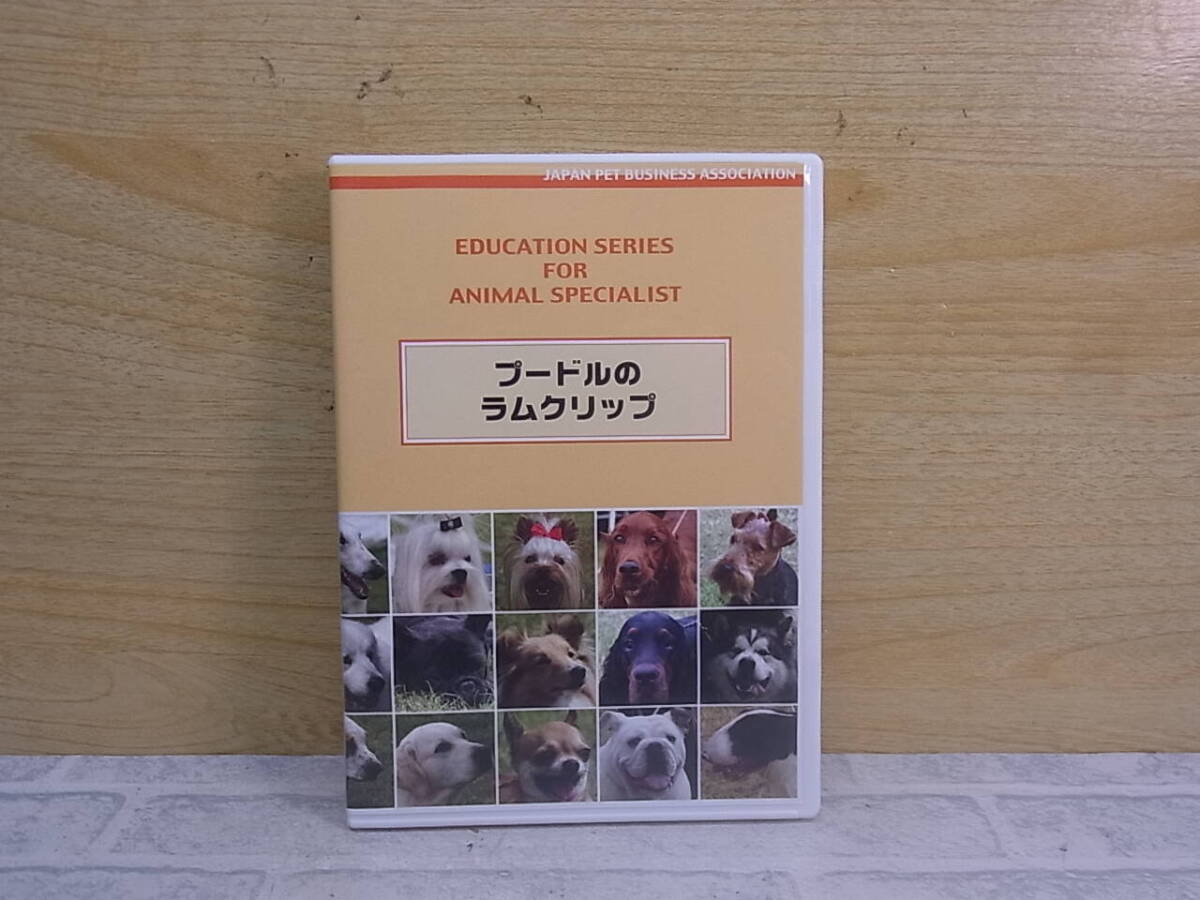 JAPAN PET BUSINESS ASSOCIATION
EDUCATION SERIES
FOR
ANIMAL SPECIALIST
プードルの
ラムクリップ